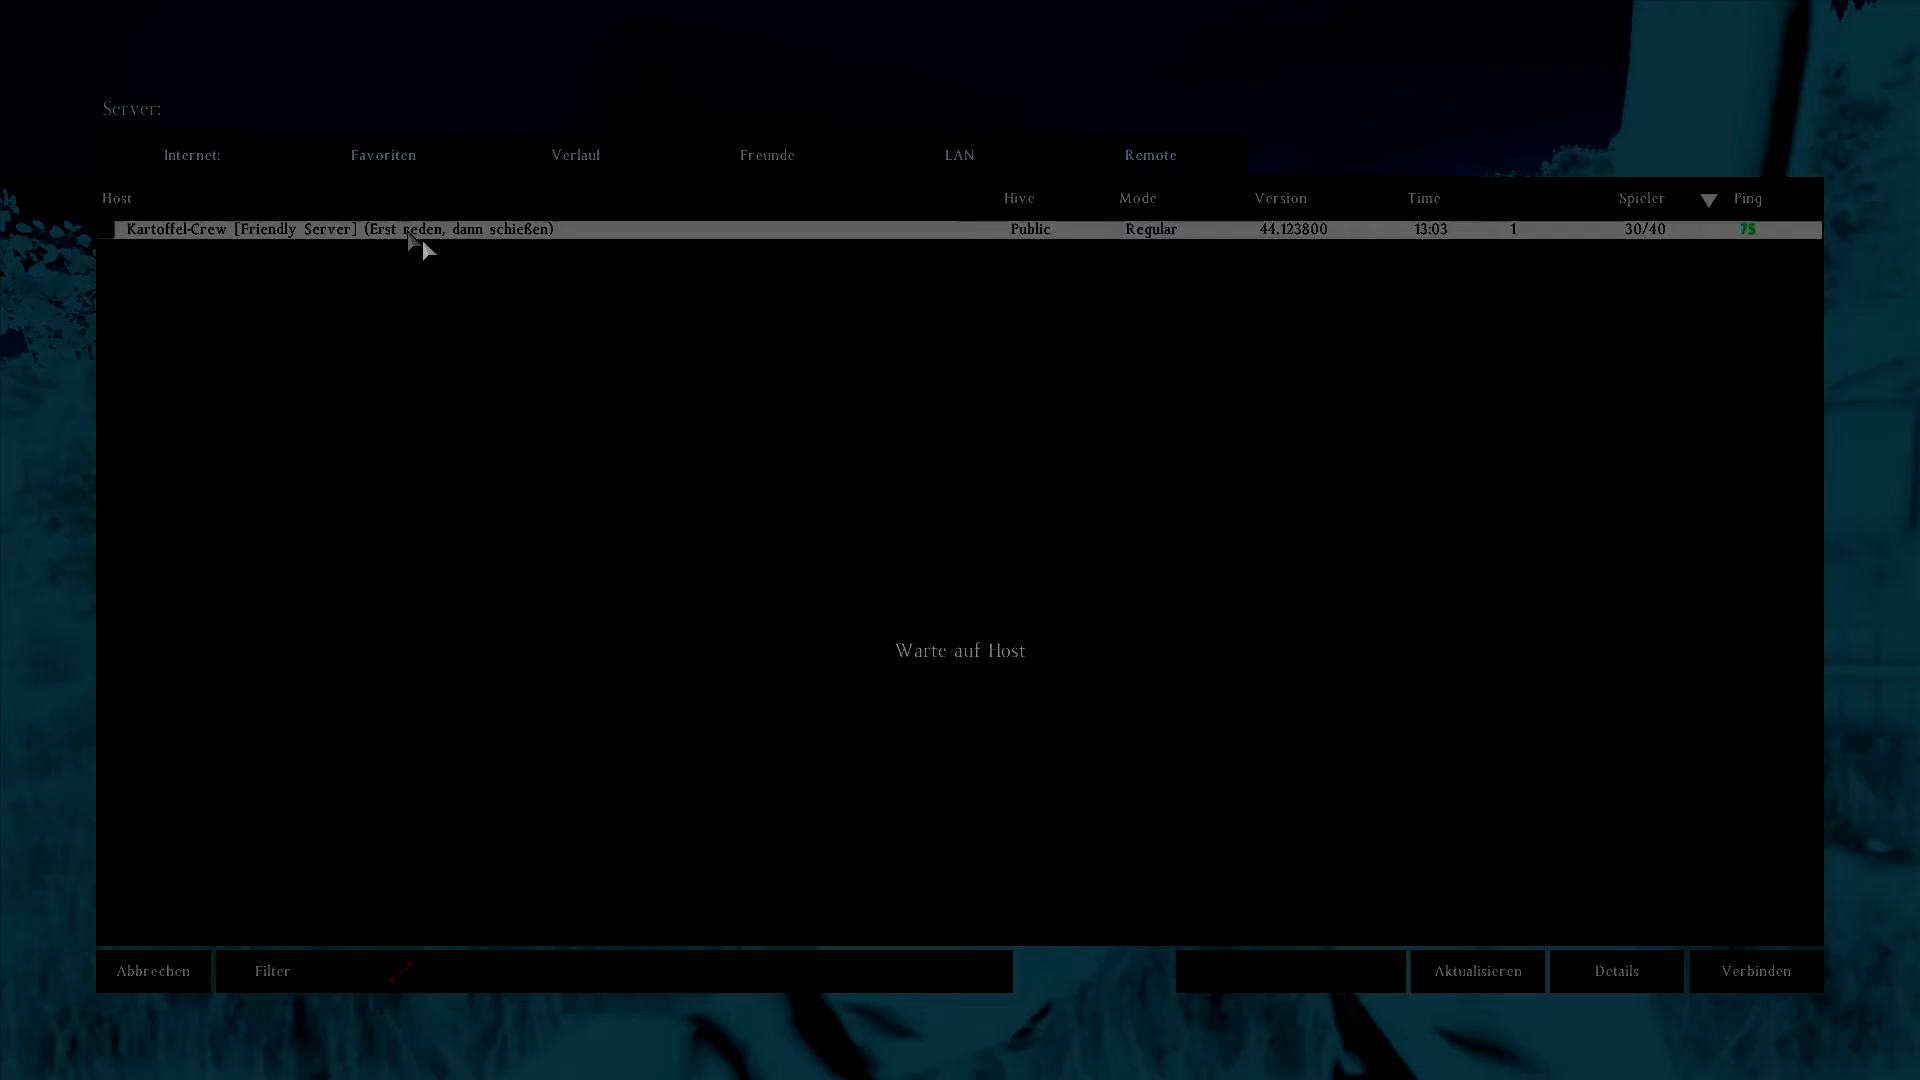 Server:
Internet: Favoriten Verlauf Freunde LAN Remote
Host Hive Mode Version Time Spieler Ping
Kartoffel-Crew [Friendly Server] (Erst reden, dann schießen) Public Regular 44.123800 13:03 1 30/40 75
Warte auf Host
Abbrechen Filter Aktualisieren Details Verbinden